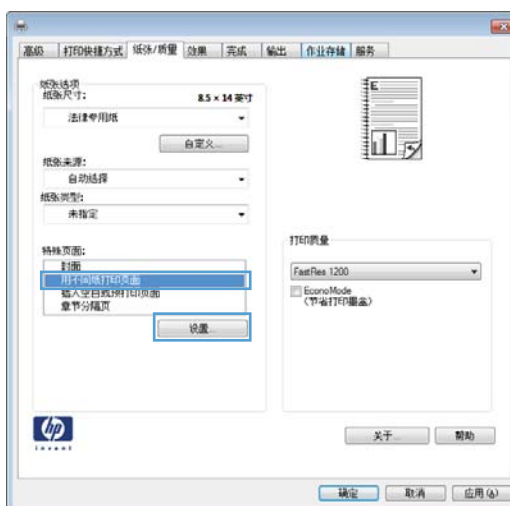 高级 打印快捷方式 纸张/质量 效果 完成 输出 作业存储 服务
纸张选项
纸张尺寸: 8.5 × 14 英寸
法律专用纸
自定义...
纸张来源:
自动选择
纸张类型:
未指定
特殊页面:
封面
用不同纸打印页面
插入空白或预打印页面
章节分隔页
设置...
E
打印质量
FastRes 1200
EconoMode
(节省打印墨盒)
hp
invent
关于... 帮助
确定 取消 应用(A)